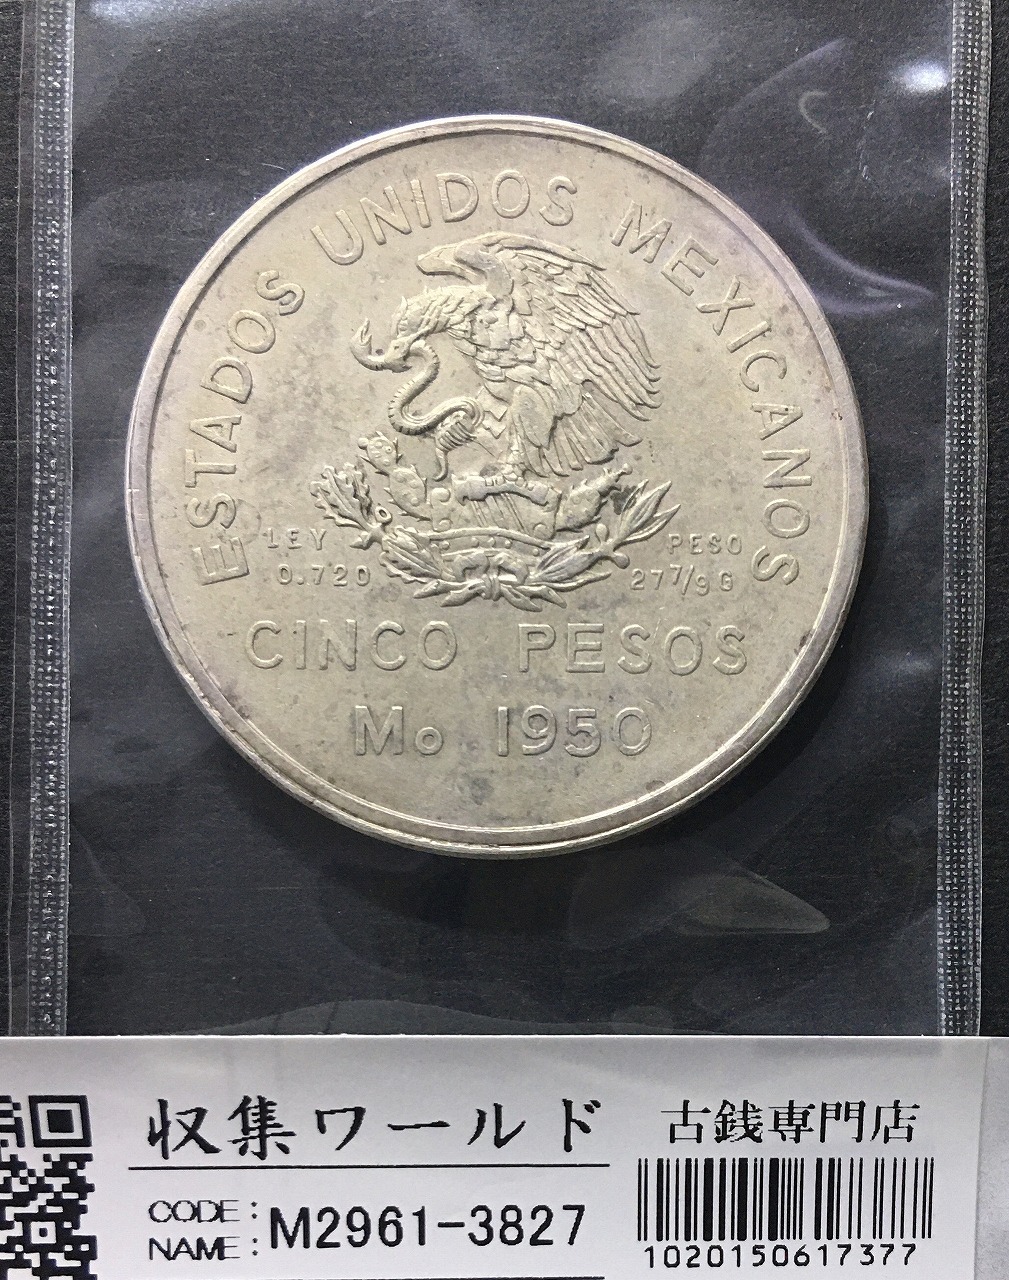 ESTADOS UNIDOS MEXICANOS
LEY 0.720
PESO 27 7/9 G
CINCO PESOS
Mo 1950
収集ワールド
古銭専門店
CODE:
NAME: M2961-3827
1020150617377